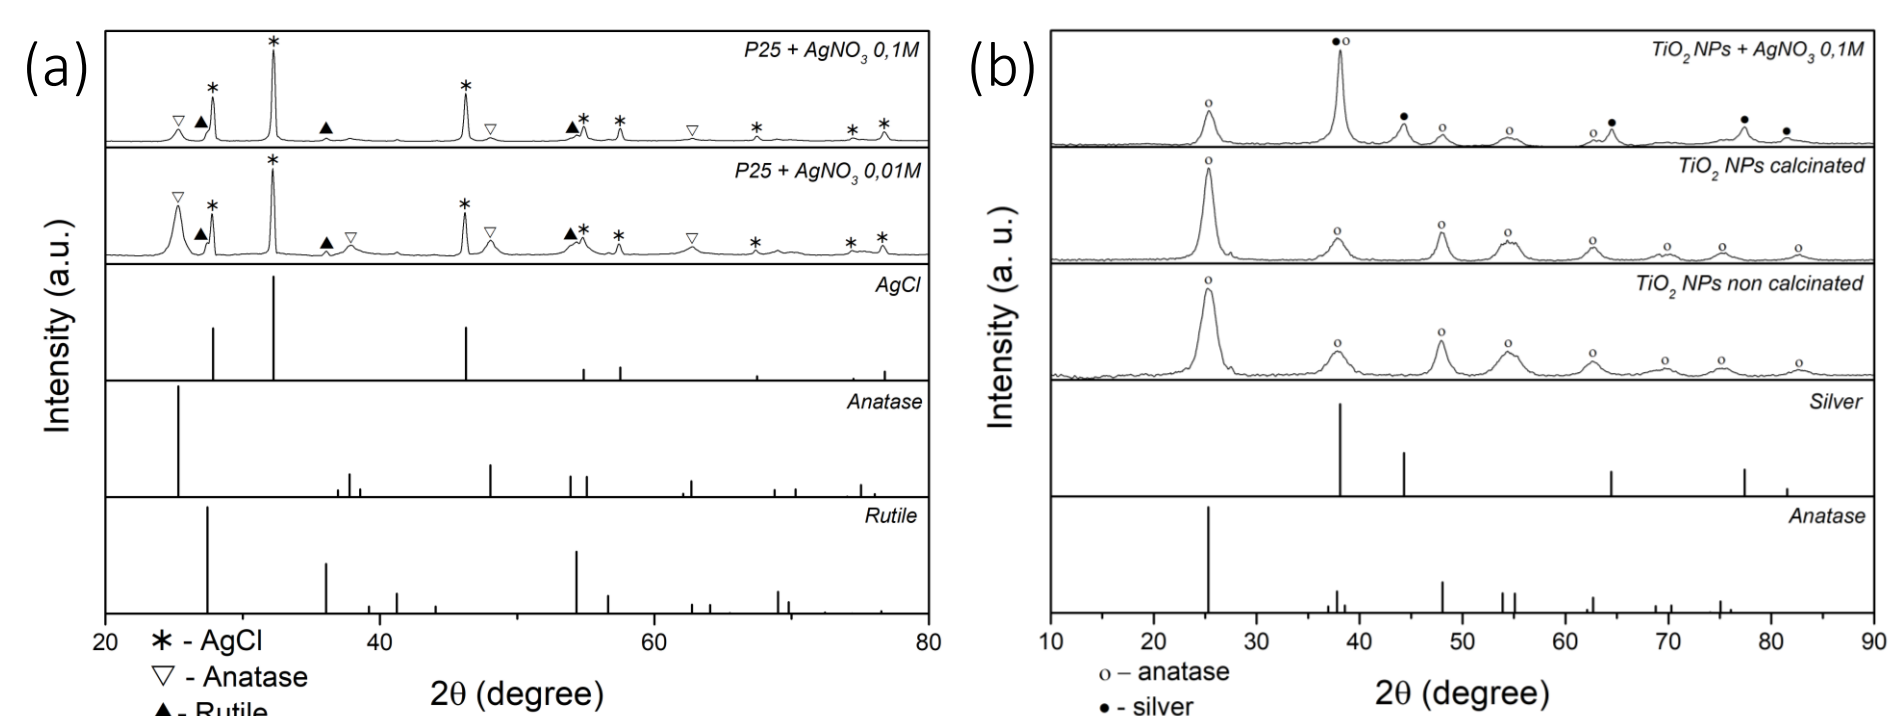 (a)
Intensity (a.u.)
P25 + AgNO3 0,1M
P25 + AgNO3 0,01M
AgCl
Anatase
Rutile
20 40 60 80
2θ (degree)
* - AgCl
▽ - Anatase
▲ - Rutile
(b)
Intensity (a. u.)
TiO2 NPs + AgNO3 0,1M
TiO2 NPs calcinated
TiO2 NPs non calcinated
Silver
Anatase
10 20 30 40 50 60 70 80 90
2θ (degree)
o – anatase
● - silver